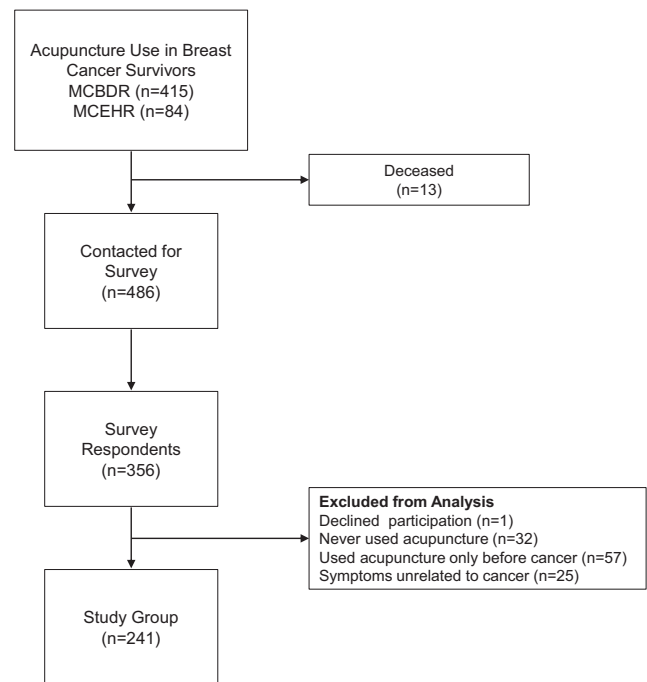 Acupuncture Use in Breast
Cancer Survivors
MCBDR (n=415)
MCEHR (n=84)
Deceased
(n=13)
Contacted for
Survey
(n=486)
Survey
Respondents
(n=356)
Excluded from Analysis
Declined participation (n=1)
Never used acupuncture (n=32)
Used acupuncture only before cancer (n=57)
Symptoms unrelated to cancer (n=25)
Study Group
(n=241)